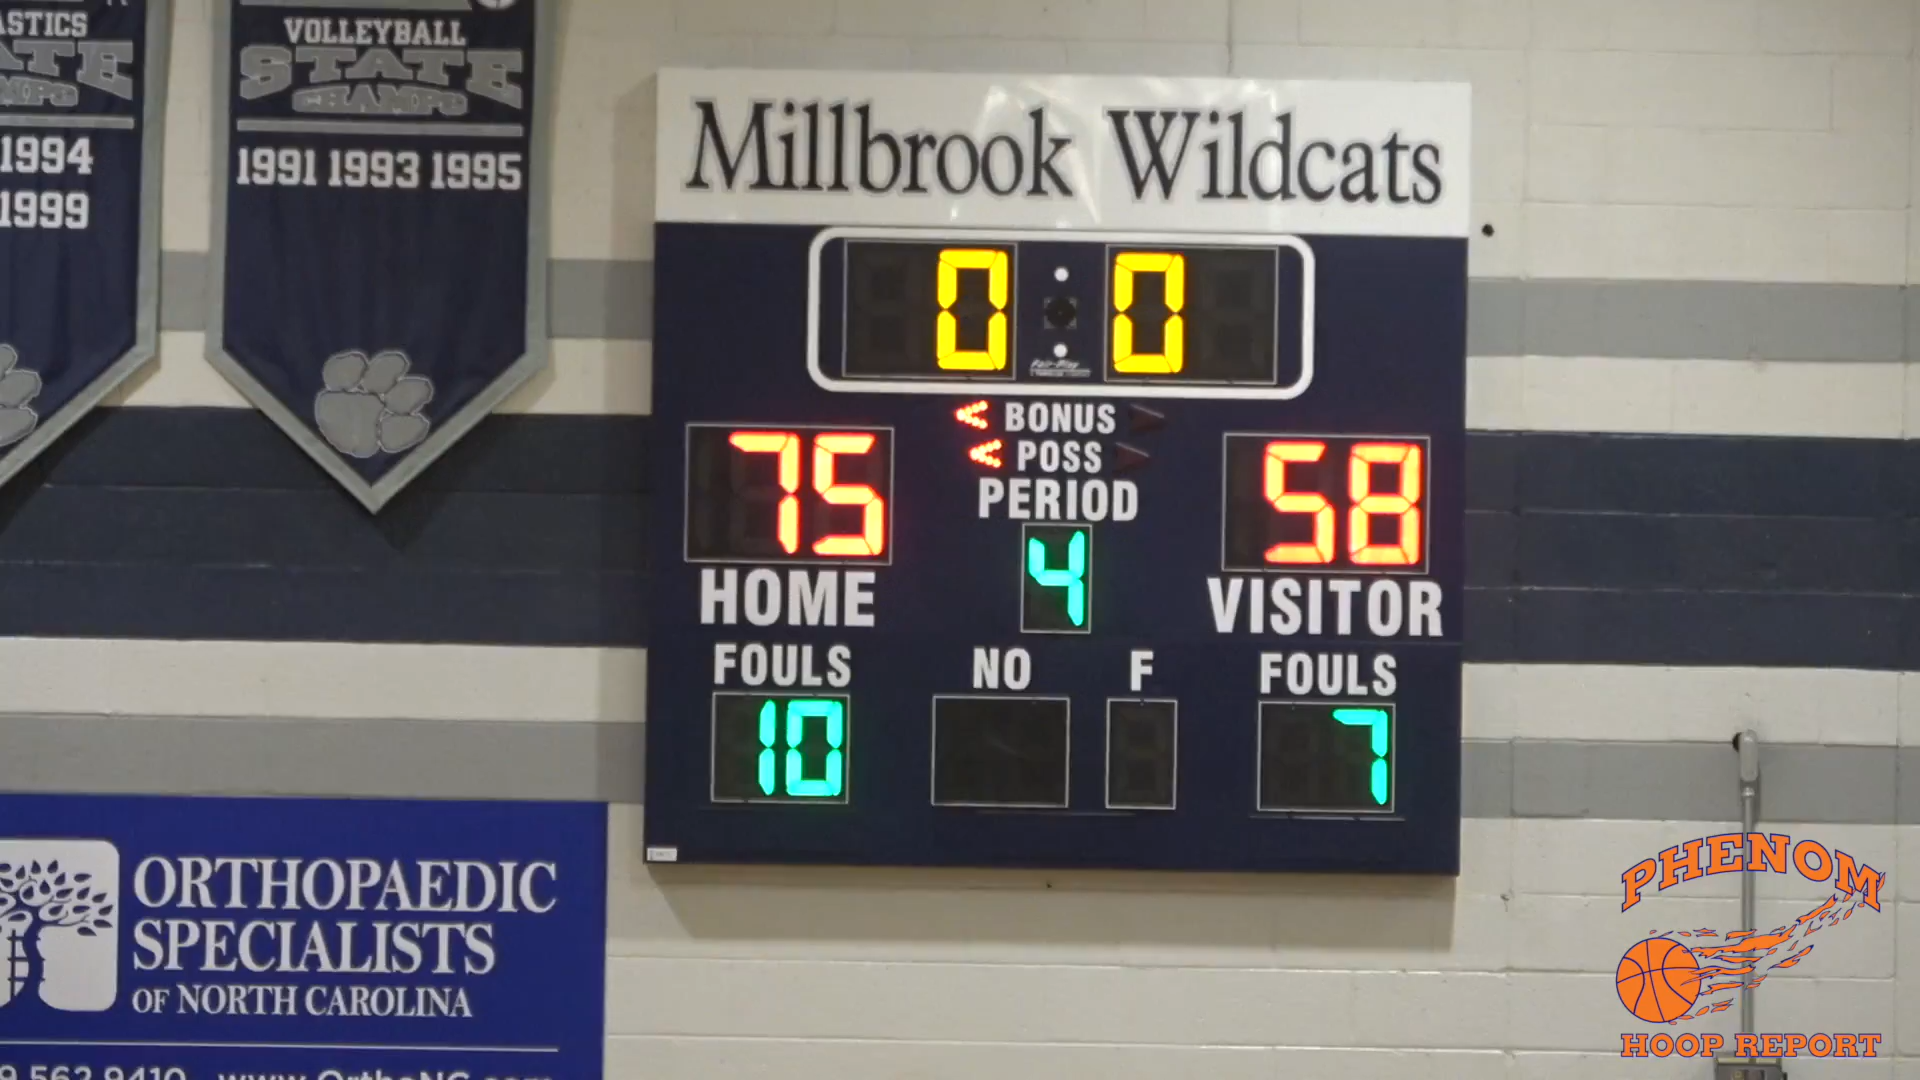 ASTICS
VOLLEYBALL
STATE
CHAMPS
1994
1999
1991 1993 1995
Millbrook Wildcats
0 : 0
BONUS
POSS
PERIOD
75
58
4
HOME
VISITOR
FOULS
NO
F
FOULS
10
7
ORTHOPAEDIC
SPECIALISTS
OF NORTH CAROLINA
PHENOM
HOOP REPORT